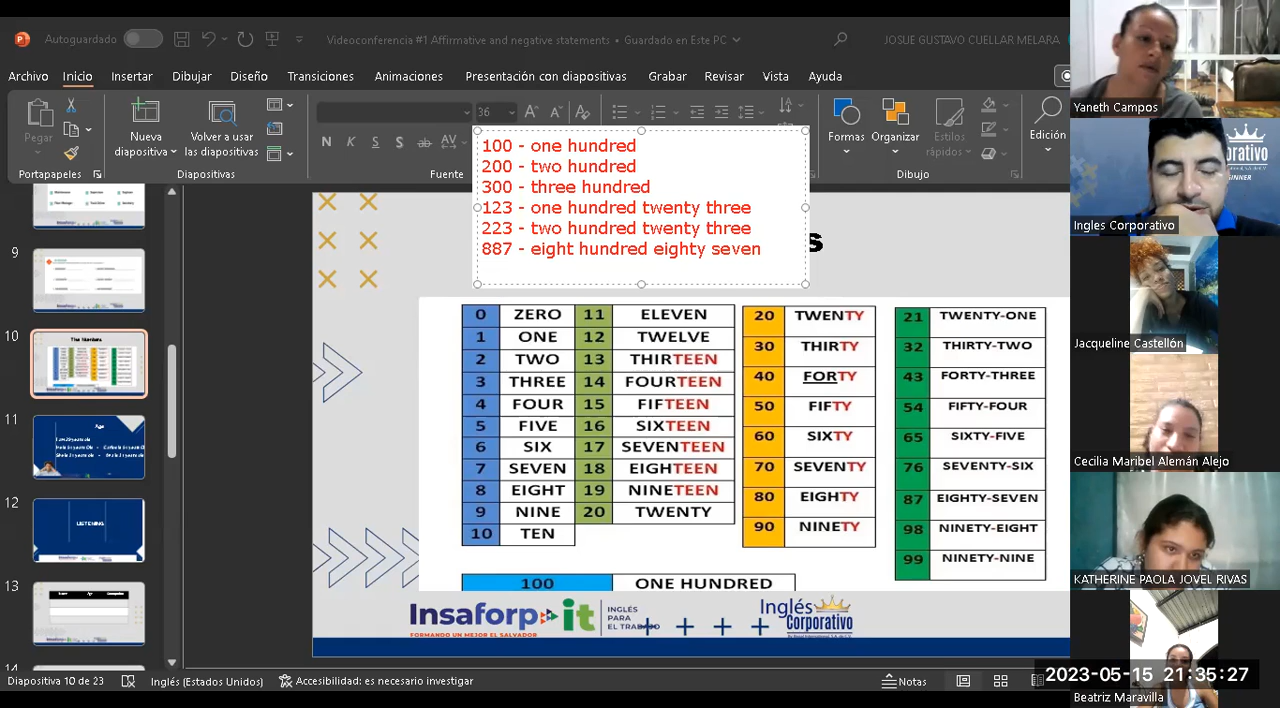 Autoguardado
Videoconferencia #1 Affirmative and negative statements • Guardado en Este PC
JOSUE GUSTAVO CUELLAR MELARA
Archivo Inicio Insertar Dibujar Diseño Transiciones Animaciones Presentación con diapositivas Grabar Revisar Vista Ayuda
Pegar
Nueva diapositiva
Volver a usar las diapositivas
36
N K S S ab AV
Formas Organizar Estilos rápidos Edición
Portapapeles Diapositivas Fuente Dibujo
100 - one hundred
200 - two hundred
300 - three hundred
123 - one hundred twenty three
223 - two hundred twenty three
887 - eight hundred eighty seven
s
9
10
The Numbers
11
Age
12
LISTENING
13
14
0 ZERO 11 ELEVEN
1 ONE 12 TWELVE
2 TWO 13 THIRTEEN
3 THREE 14 FOURTEEN
4 FOUR 15 FIFTEEN
5 FIVE 16 SIXTEEN
6 SIX 17 SEVENTEEN
7 SEVEN 18 EIGHTEEN
8 EIGHT 19 NINETEEN
9 NINE 20 TWENTY
10 TEN
20 TWENTY
30 THIRTY
40 FORTY
50 FIFTY
60 SIXTY
70 SEVENTY
80 EIGHTY
90 NINETY
21 TWENTY-ONE
32 THIRTY-TWO
43 FORTY-THREE
54 FIFTY-FOUR
65 SIXTY-FIVE
76 SEVENTY-SIX
87 EIGHTY-SEVEN
98 NINETY-EIGHT
99 NINETY-NINE
100 ONE HUNDRED
Insaforp it
FORMANDO UN MEJOR EL SALVADOR
INGLÉS
PARA
EL TRABAJO
Inglés
Corporativo
Diapositiva 10 de 23
Inglés (Estados Unidos)
Accesibilidad: es necesario investigar
Notas
Yaneth Campos
Ingles Corporativo
Jacqueline Castellón
Cecilia Maribel Alemán Alejo
KATHERINE PAOLA JOVEL RIVAS
2023-05-15 21:35:27
Beatriz Maravilla